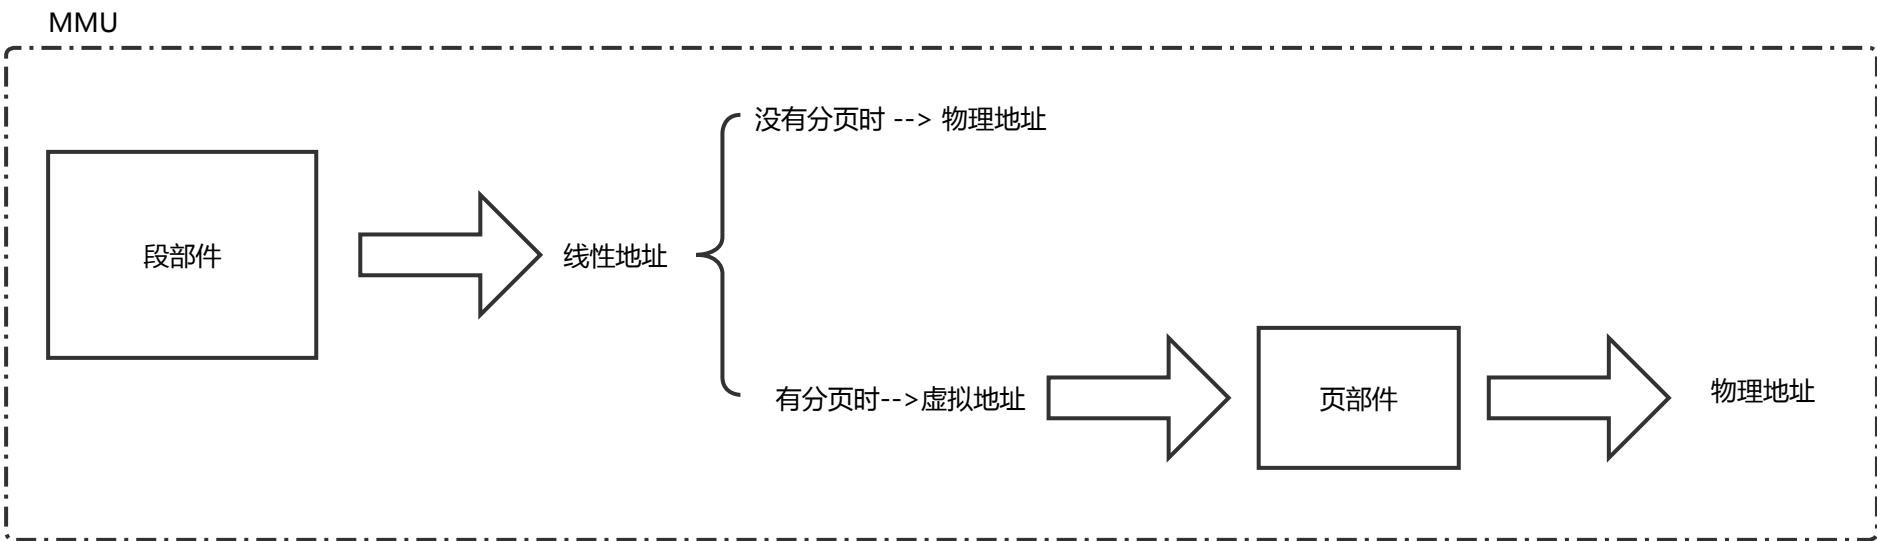 MMU
没有分页时 --> 物理地址
段部件
线性地址
有分页时-->虚拟地址
页部件
物理地址